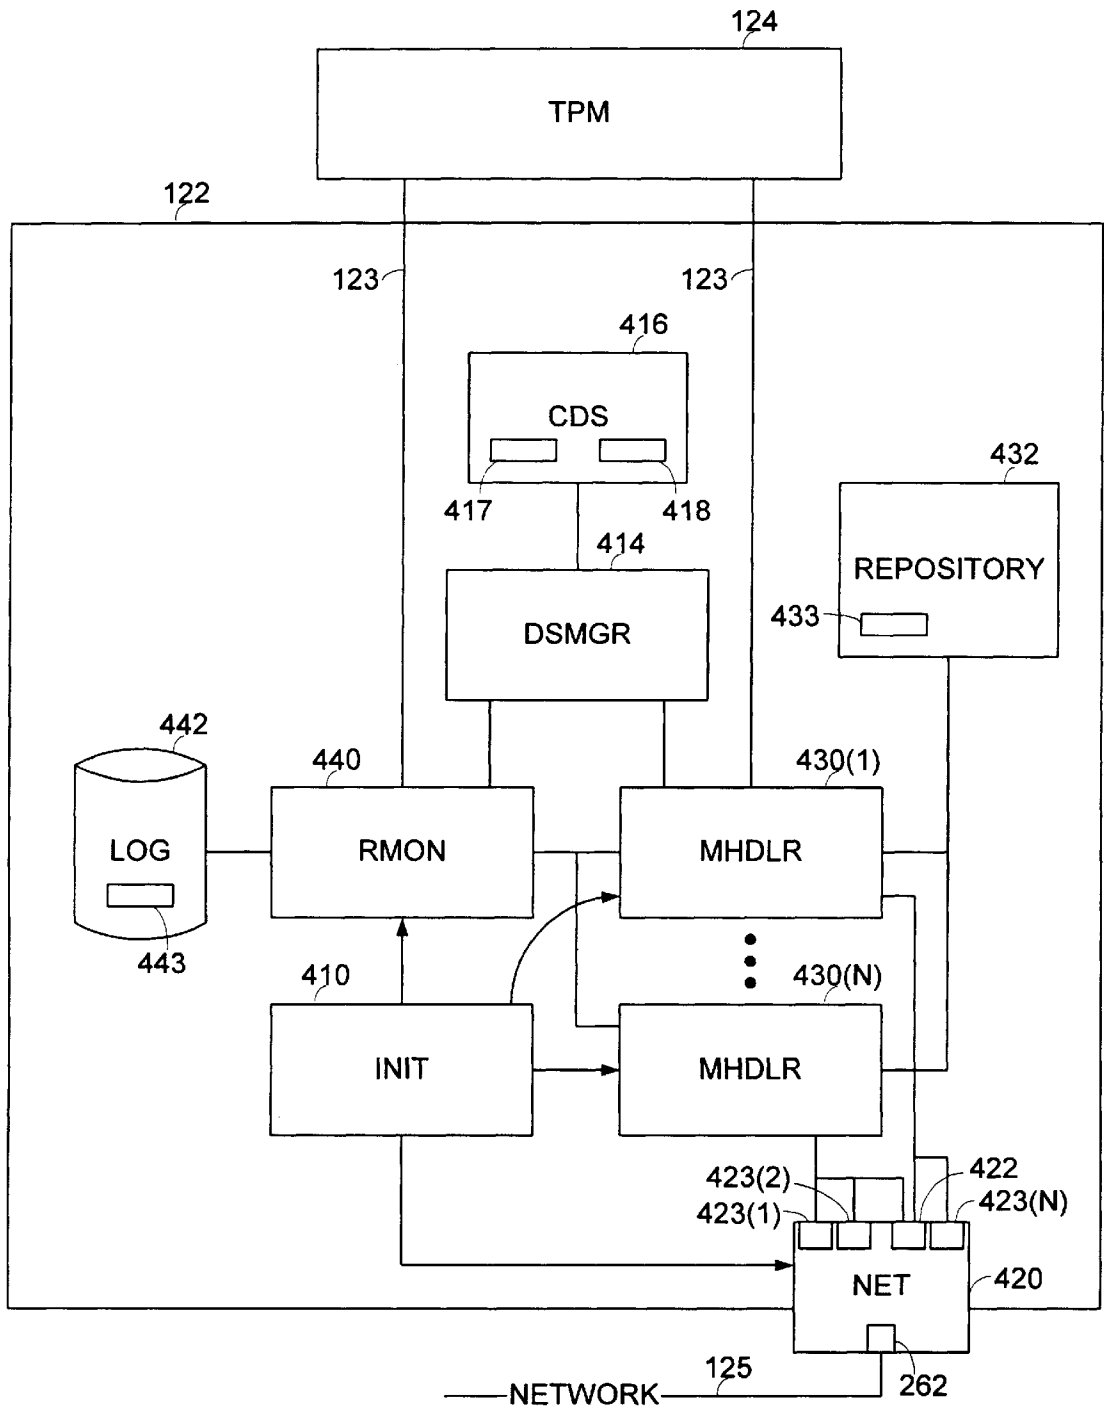 124
TPM
122
123
123
416
CDS
417
418
432
REPOSITORY
433
414
DSMGR
442
LOG
443
440
RMON
430(1)
MHDLR
410
INIT
430(N)
MHDLR
423(2)
422
423(1)
423(N)
NET
420
262
125
NETWORK